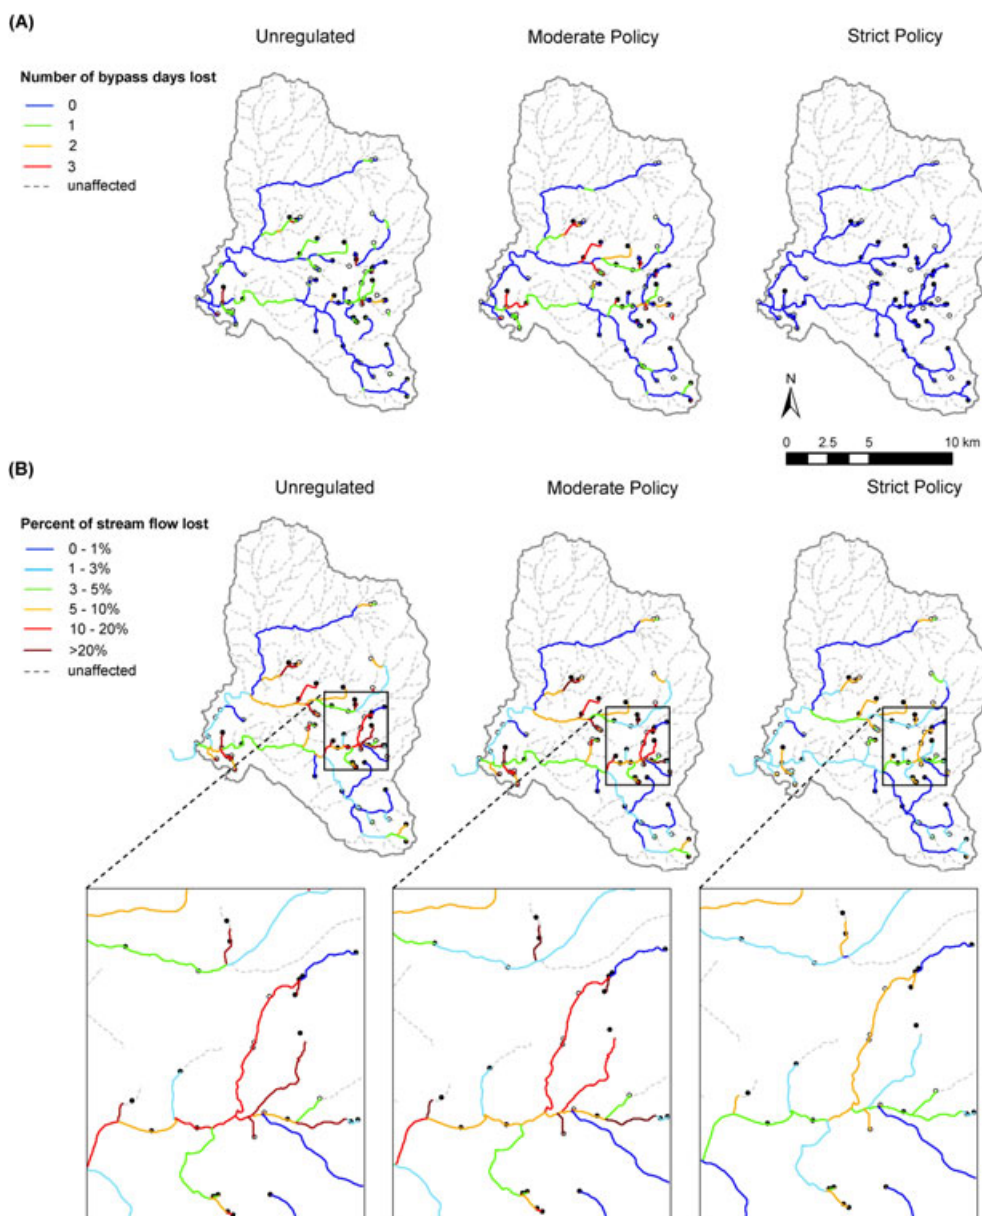 (A)
Unregulated Moderate Policy Strict Policy
Number of bypass days lost
0
1
2
3
unaffected
N
0 2.5 5 10 km
(B)
Unregulated Moderate Policy Strict Policy
Percent of stream flow lost
0 - 1%
1 - 3%
3 - 5%
5 - 10%
10 - 20%
>20%
unaffected